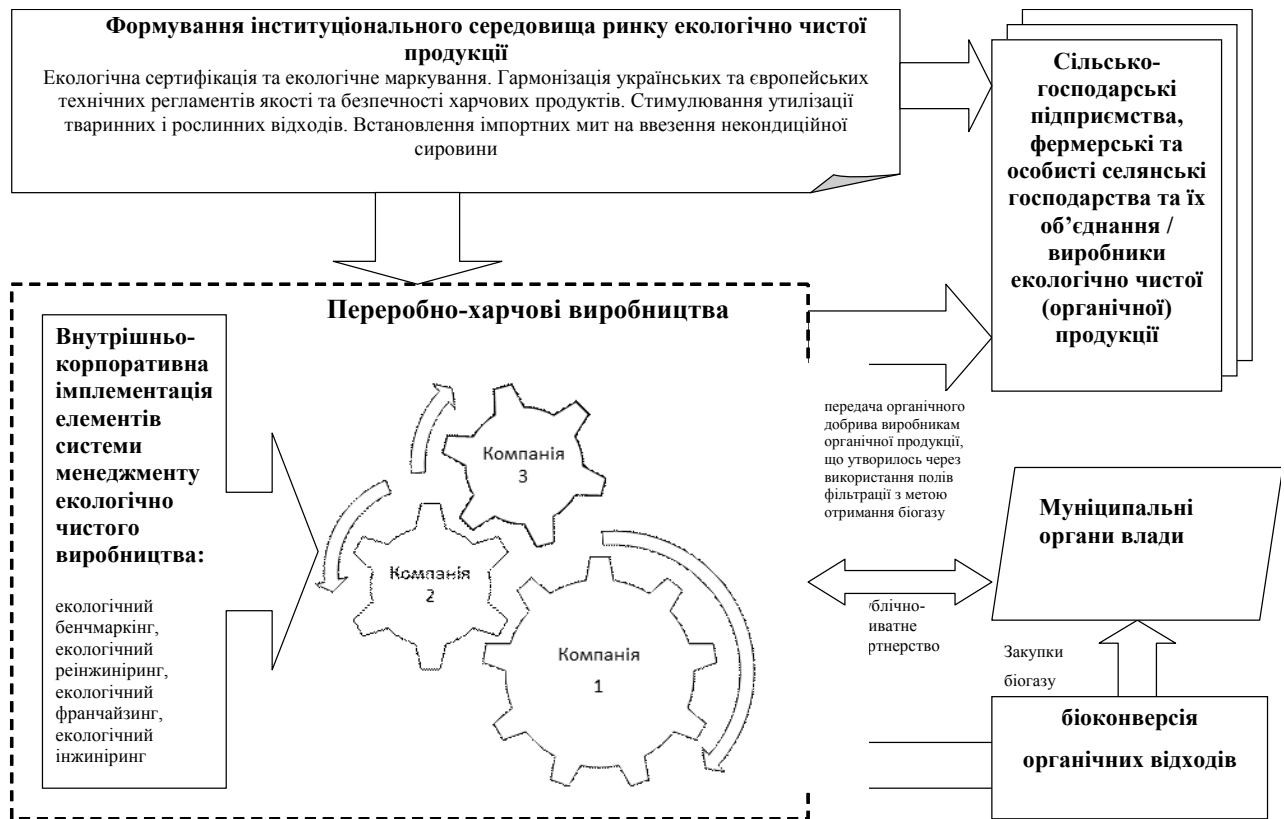 Формування інституціонального середовища ринку екологічно чистої
продукції
Екологічна сертифікація та екологічне маркування. Гармонізація українських та європейських
технічних регламентів якості та безпечності харчових продуктів. Стимулювання утилізації
тваринних і рослинних відходів. Встановлення імпортних мит на ввезення некондиційної
сировини
Сільсько-
господарські
підприємства,
фермерські та
особисті селянські
господарства та їх
об’єднання /
виробники
екологічно чистої
(органічної)
продукції
Переробно-харчові виробництва
Внутрішньо-
корпоративна
імплементація
елементів
системи
менеджменту
екологічно
чистого
виробництва:
екологічний
бенчмаркінг,
екологічний
реінжиніринг,
екологічний
франчайзинг,
екологічний
інжиніринг
Компанія
3
Компанія
2
Компанія
1
передача органічного
добрива виробникам
органічної продукції,
що утворилось через
використання полів
фільтрації з метою
отримання біогазу
Муніципальні
органи влади
ублічно-
иватне
ртнерство
Закупки
біогазу
біоконверсія
органічних відходів